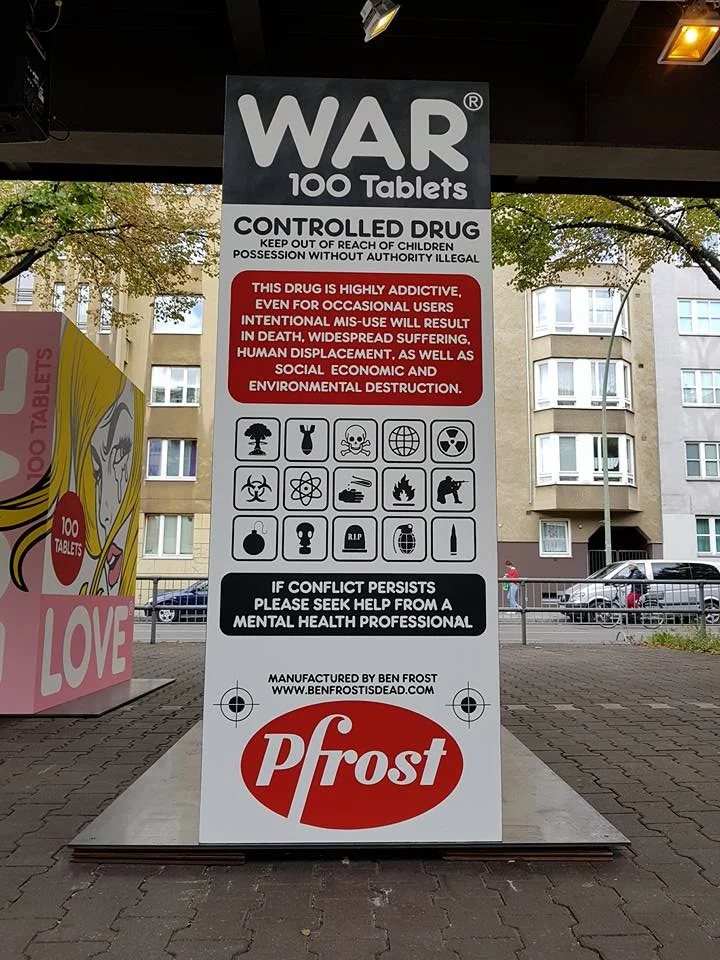 WAR®
100 Tablets
CONTROLLED DRUG
KEEP OUT OF REACH OF CHILDREN
POSSESSION WITHOUT AUTHORITY ILLEGAL
THIS DRUG IS HIGHLY ADDICTIVE,
EVEN FOR OCCASIONAL USERS
INTENTIONAL MIS-USE WILL RESULT
IN DEATH, WIDESPREAD SUFFERING,
HUMAN DISPLACEMENT, AS WELL AS
SOCIAL ECONOMIC AND
ENVIRONMENTAL DESTRUCTION.
R.I.P
IF CONFLICT PERSISTS
PLEASE SEEK HELP FROM A
MENTAL HEALTH PROFESSIONAL
MANUFACTURED BY BEN FROST
WWW.BENFROSTISDEAD.COM
Pfrost
100 TABLETS
100
TABLETS
LOVE